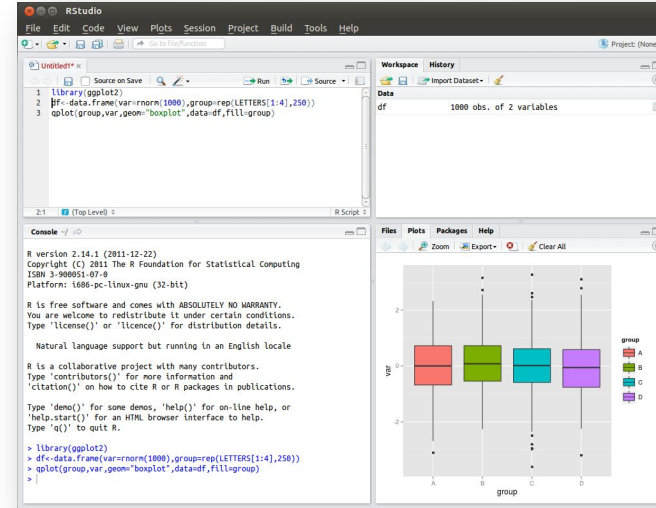 RStudio
File Edit Code View Plots Session Project Build Tools Help
Go to file/function
Project: (None
Untitled1*
Source on Save Run Source
1 library(ggplot2)
2 df<-data.frame(var=rnorm(1000),group=rep(LETTERS[1:4],250))
3 qplot(group,var,geom="boxplot",data=df,fill=group)
2:1 (Top Level) R Script
Console ~/
R version 2.14.1 (2011-12-22)
Copyright (C) 2011 The R Foundation for Statistical Computing
ISBN 3-900051-07-0
Platform: i686-pc-linux-gnu (32-bit)
R is free software and comes with ABSOLUTELY NO WARRANTY.
You are welcome to redistribute it under certain conditions.
Type 'license()' or 'licence()' for distribution details.
Natural language support but running in an English locale
R is a collaborative project with many contributors.
Type 'contributors()' for more information and
'citation()' on how to cite R or R packages in publications.
Type 'demo()' for some demos, 'help()' for on-line help, or
'help.start()' for an HTML browser interface to help.
Type 'q()' to quit R.
> library(ggplot2)
> df<-data.frame(var=rnorm(1000),group=rep(LETTERS[1:4],250))
> qplot(group,var,geom="boxplot",data=df,fill=group)
>
Workspace History
Import Dataset
Data
df 1000 obs. of 2 variables
Files Plots Packages Help
Zoom Export Clear All
2
0
-2
var
A B C D
group
group
A
B
C
D